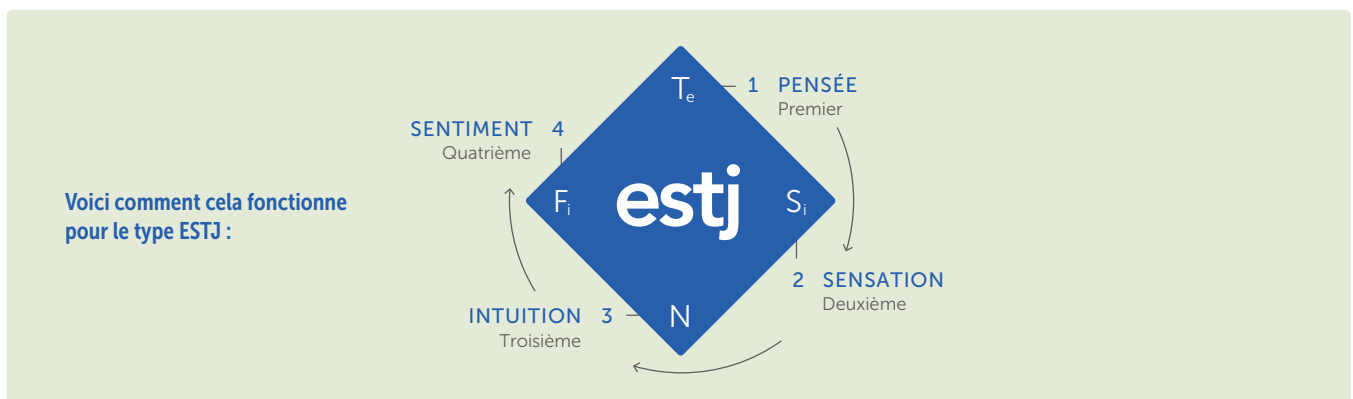 Voici comment cela fonctionne
pour le type ESTJ :
Te
1 PENSÉE
Premier
Si
2 SENSATION
Deuxième
N
INTUITION 3
Troisième
Fi
SENTIMENT 4
Quatrième
estj